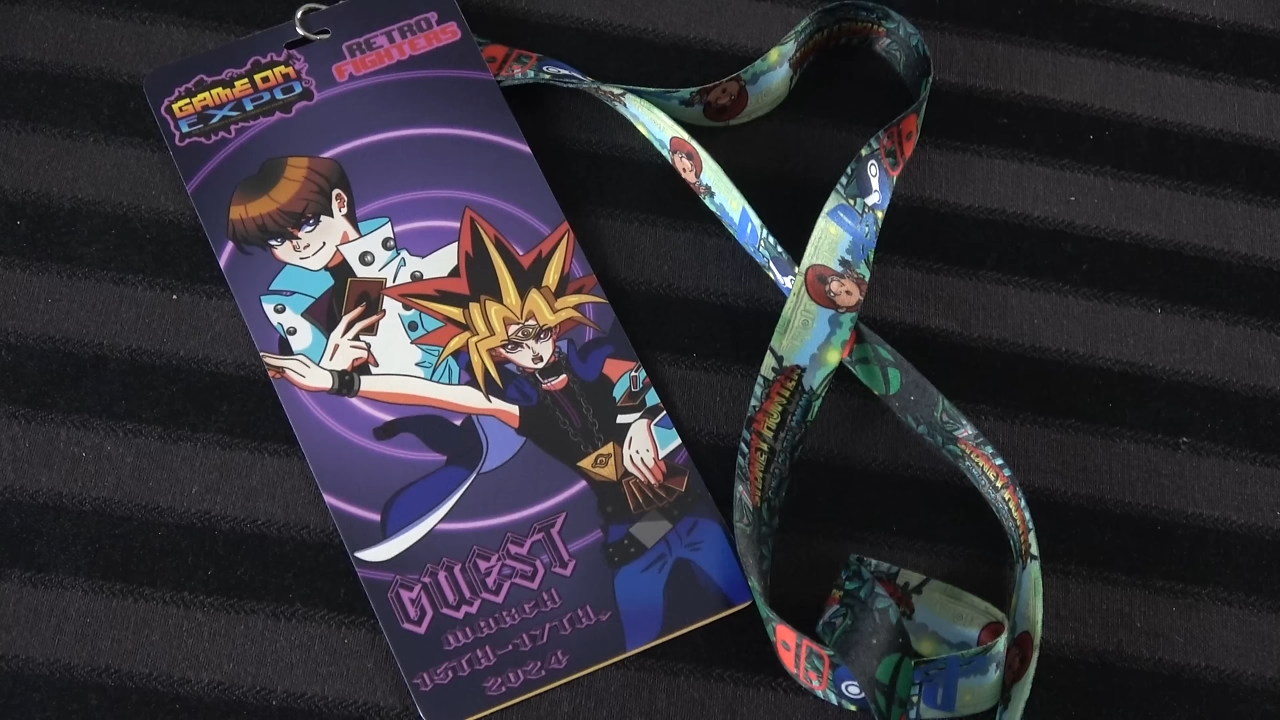 GAME ON
EXPO
RETRO
FIGHTERS
GUEST
MARCH
15TH-17TH,
2024